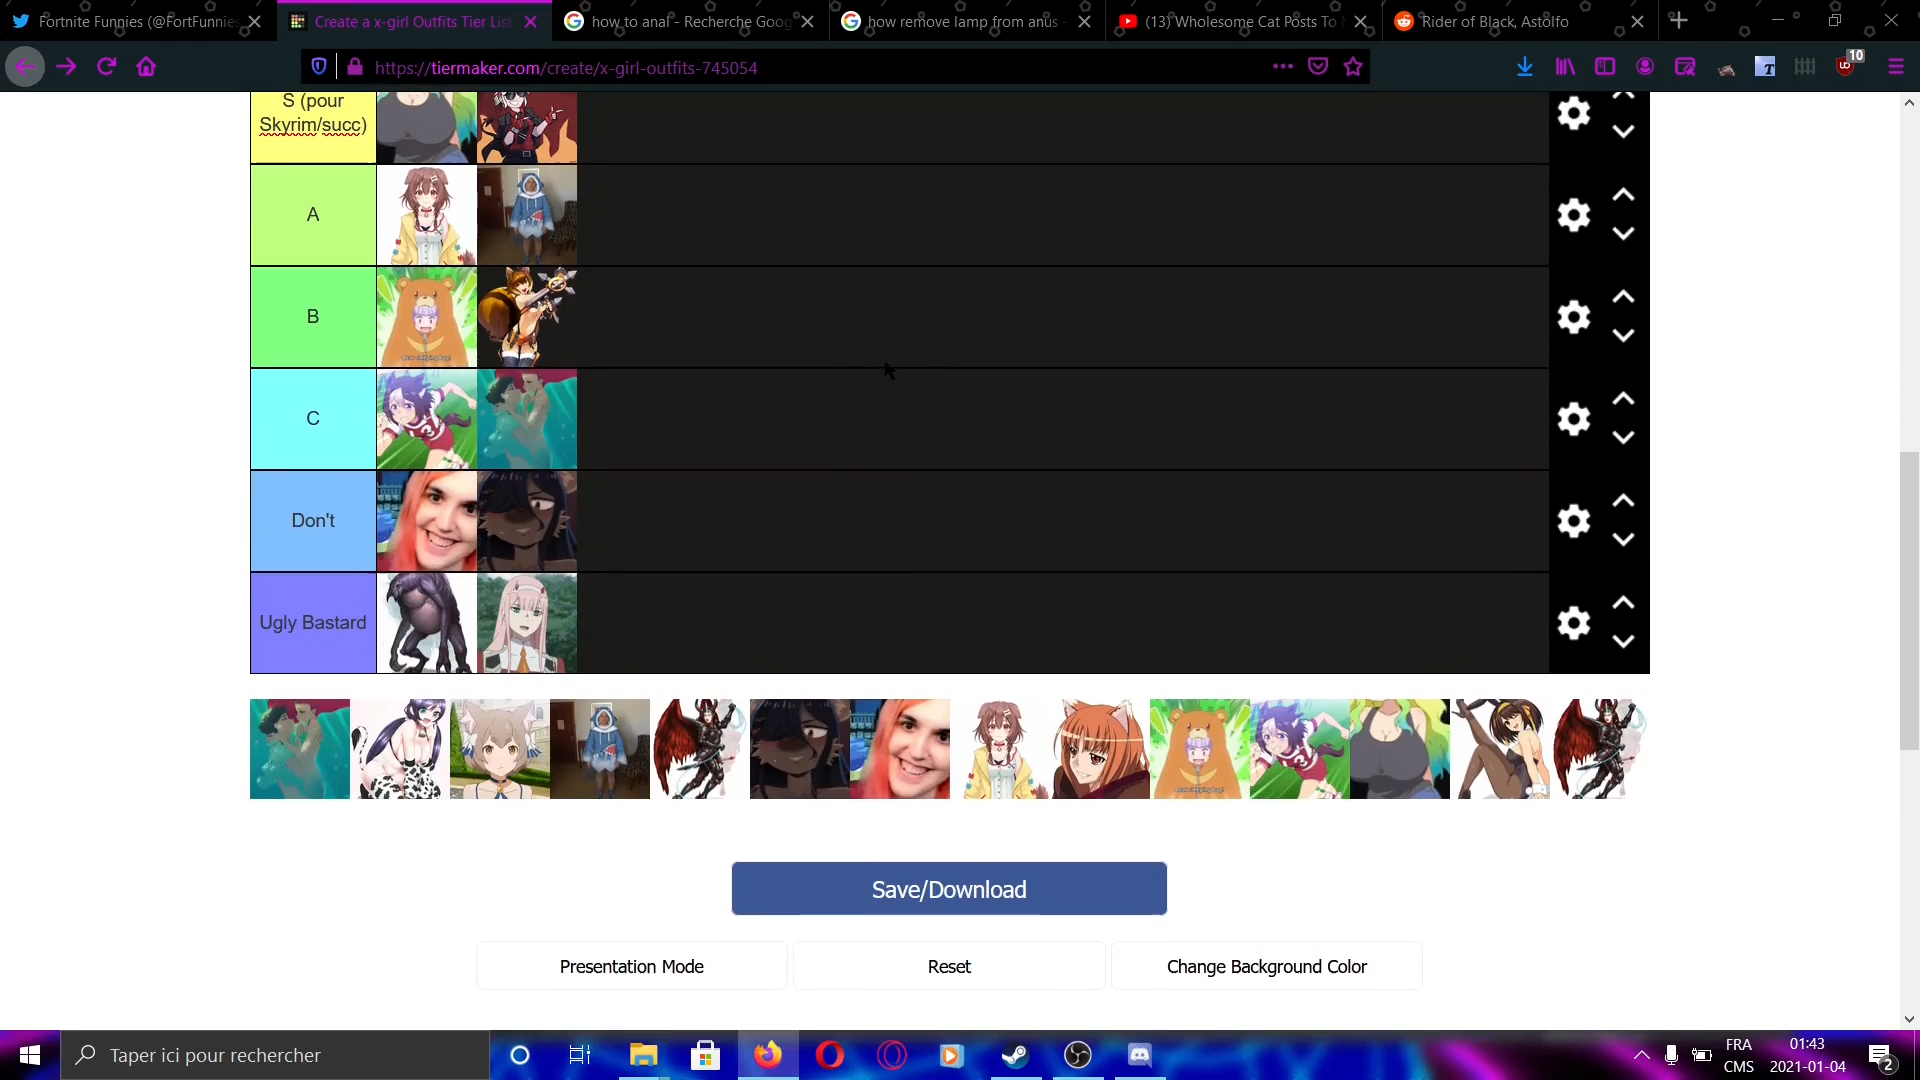 Fortnite Funnies (@FortFunnies
Create a x-girl Outfits Tier List
how to anal - Recherche Goog
how remove lamp from anus -
(13) Wholesome Cat Posts To
Rider of Black, Astolfo
https://tiermaker.com/create/x-girl-outfits-745054
10
S (pour
Skyrim/succ)
A
B
C
Don't
Ugly Bastard
Save/Download
Presentation Mode
Reset
Change Background Color
Taper ici pour rechercher
FRA
CMS
01:43
2021-01-04
2